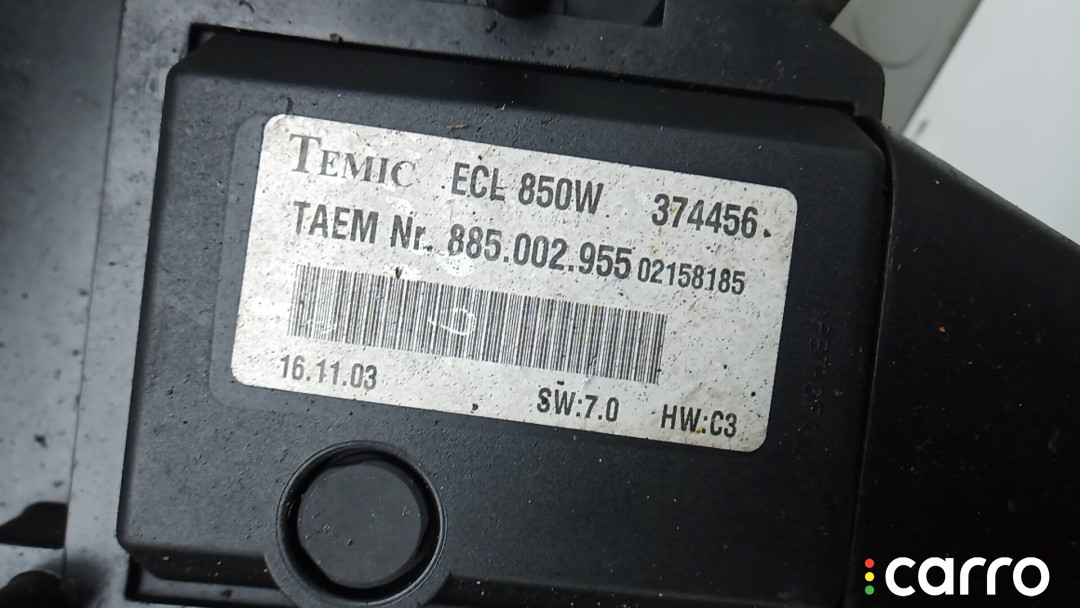 TEMIC ECL 850W 374456
TAEM Nr. 885.002.955 02158185
16.11.03 SW:7.0 HW:C3
carro